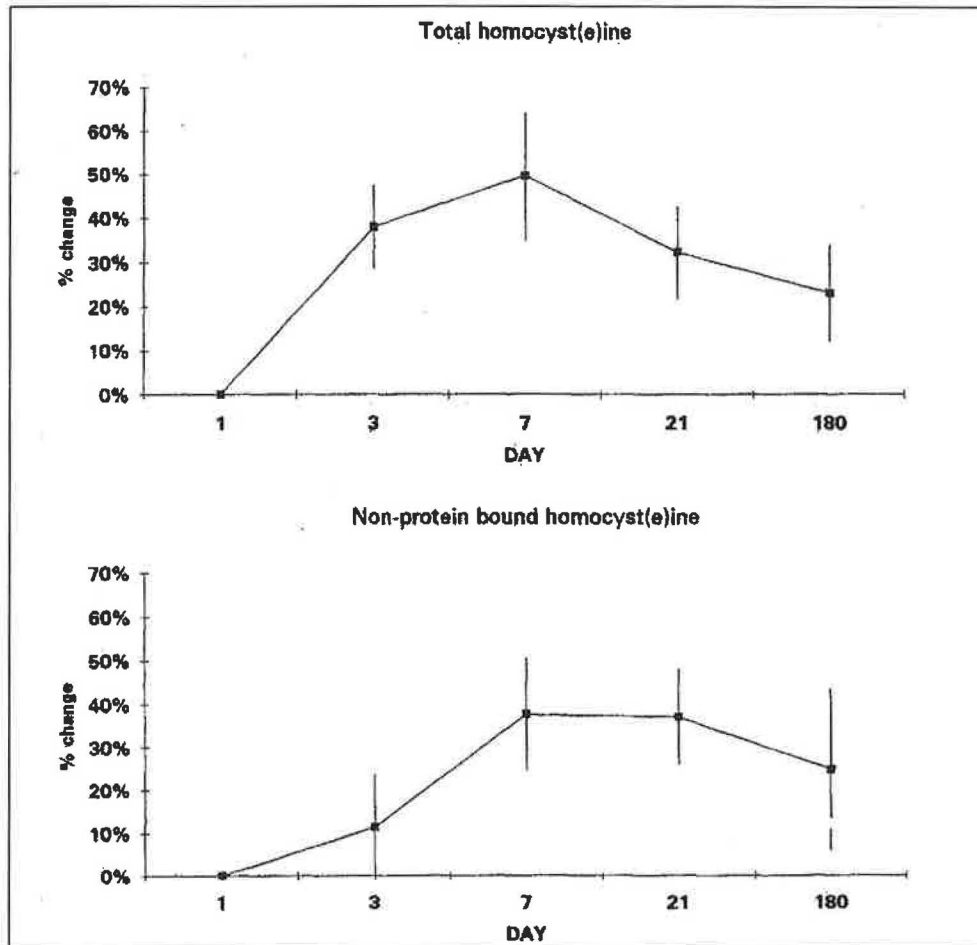 Total homocyst(e)ine
70%
60%
50%
40%
30%
20%
10%
0%
% change
1 3 7 21 180
DAY
Non-protein bound homocyst(e)ine
70%
60%
50%
40%
30%
20%
10%
0%
% change
1 3 7 21 180
DAY